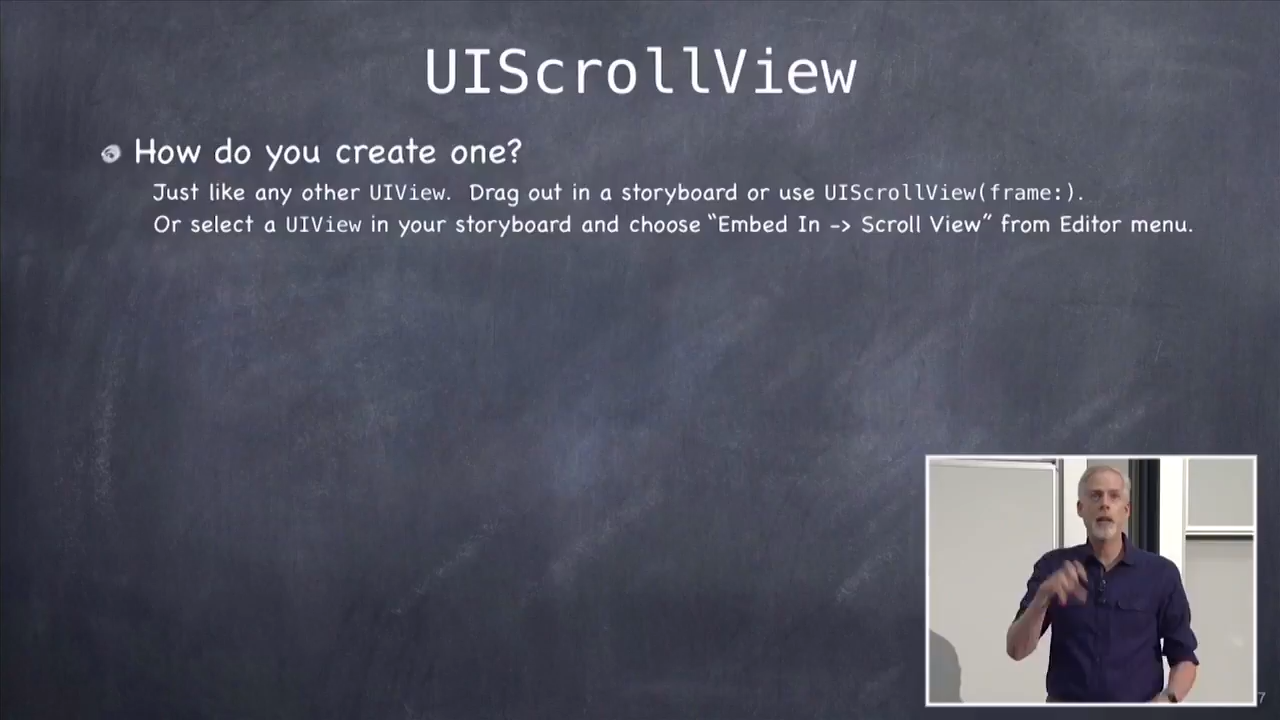 UIScrollView
How do you create one?
Just like any other UIView. Drag out in a storyboard or use UIScrollView(frame:).
Or select a UIView in your storyboard and choose “Embed In -> Scroll View” from Editor menu.
7